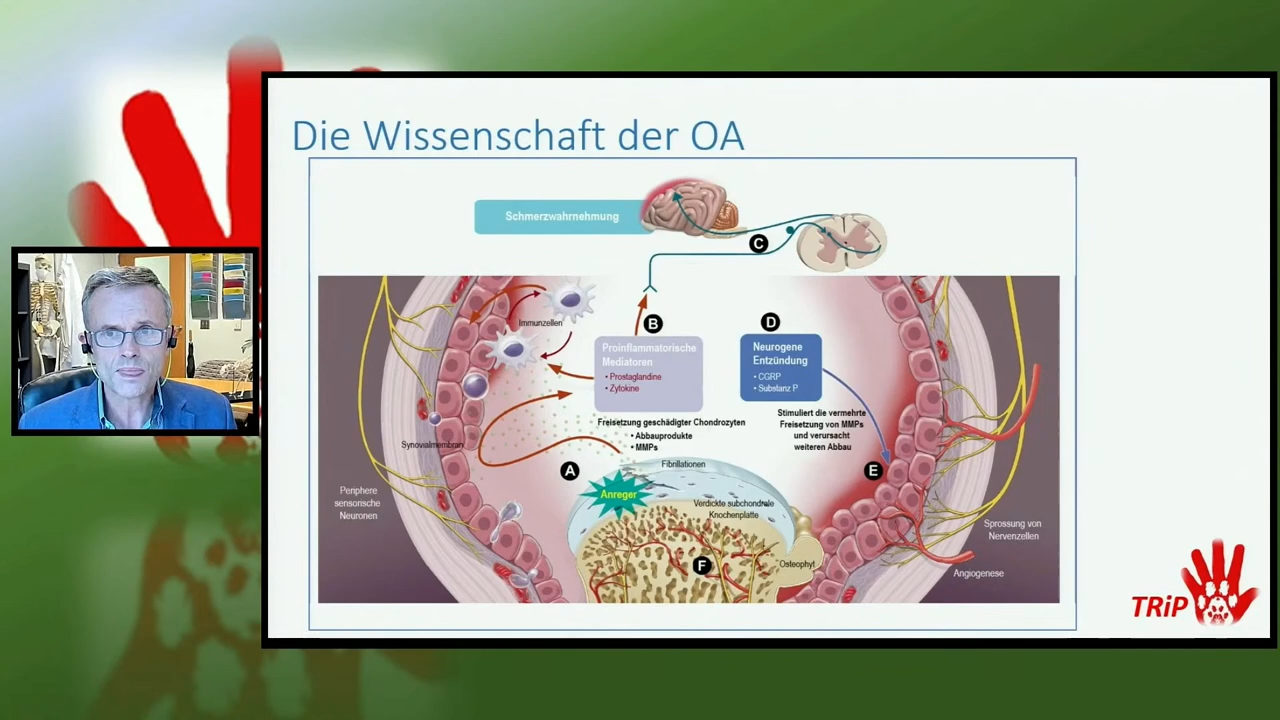 Die Wissenschaft der OA
Schmerzwahrnehmung
C
Immunzellen
B
D
Proinflammatorische
Mediatoren
• Prostaglandine
• Zytokine
Neurogene
Entzündung
• CGRP
• Substanz P
Freisetzung geschädigter Chondrozyten
• Abbauprodukte
• MMPs
Stimuliert die vermehrte
Freisetzung von MMPs
und verursacht
weiteren Abbau
Synovialmembran
A
E
Fibrillationen
Anreger
Verdickte subchondrale
Knochenplatte
Periphere
sensorische
Neuronen
Sprossung von
Nervenzellen
F
Osteophyt
Angiogenese
TRiP